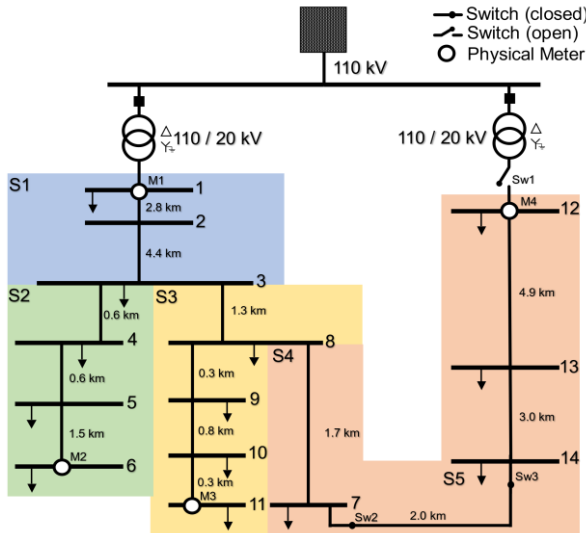 Switch (closed)
Switch (open)
Physical Meter
110 kV
110 / 20 kV
110 / 20 kV
Δ
Y
Δ
Y
S1
M1
1
2.8 km
2
4.4 km
3
Sw1
M4
12
4.9 km
S2
0.6 km
S3
1.3 km
4
8
S4
0.6 km
0.3 km
13
5
9
1.5 km
0.8 km
1.7 km
3.0 km
10
M2
6
0.3 km
M3
11
7
14
S5
Sw3
Sw2
2.0 km